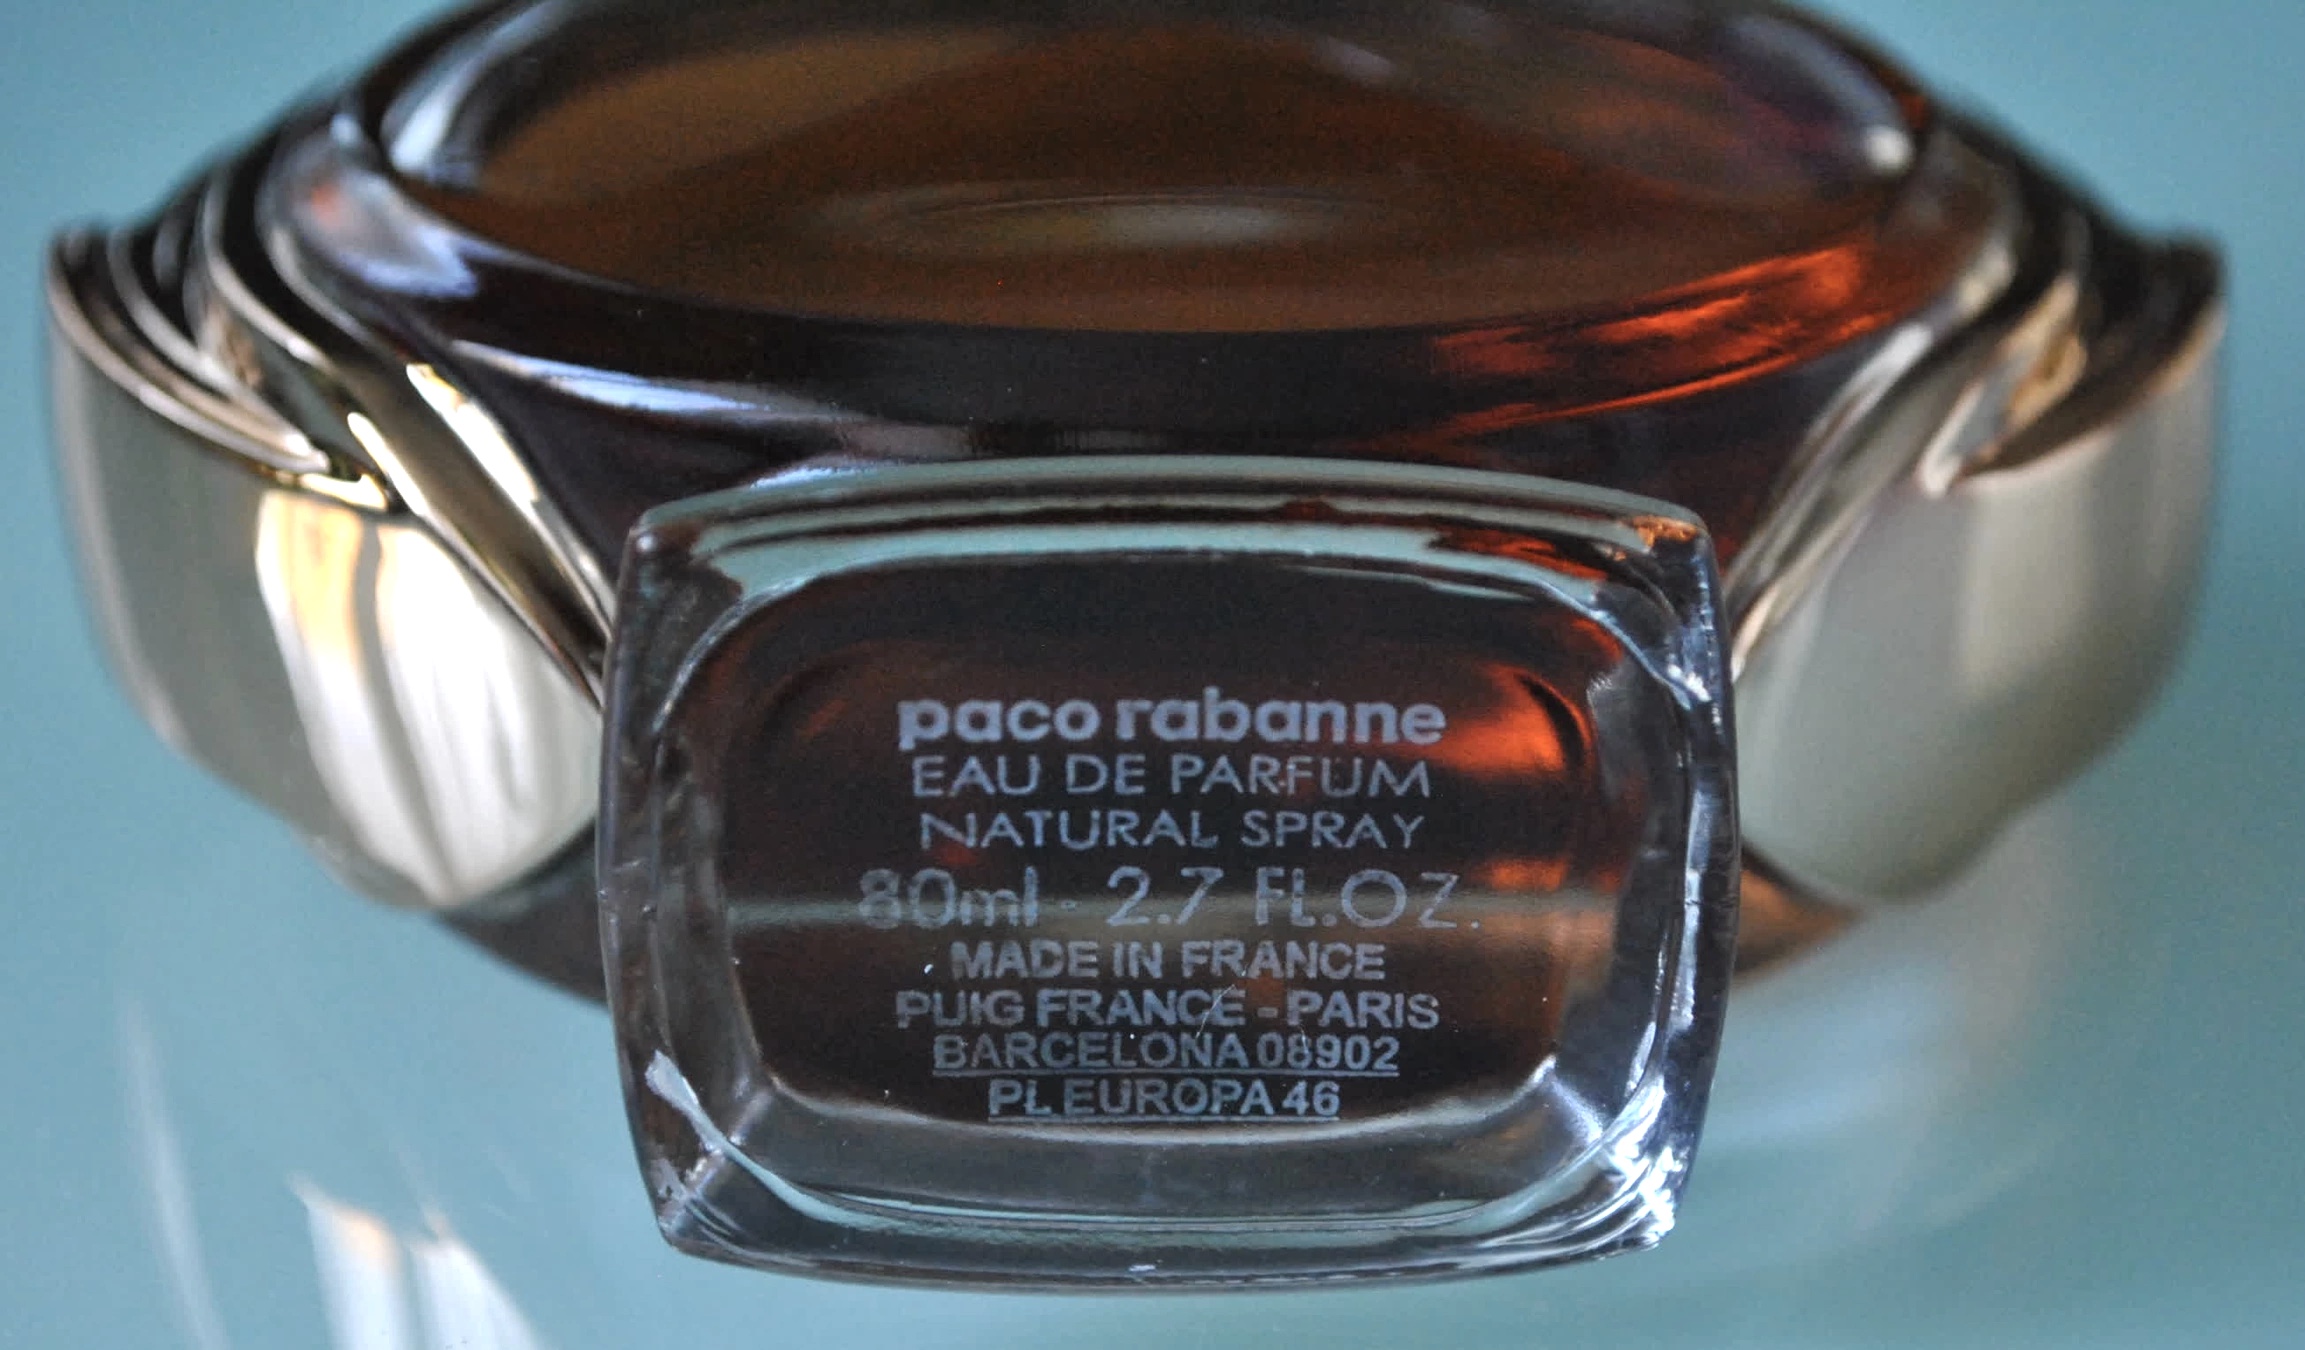 paco rabanne
EAU DE PARFUM
NATURAL SPRAY
80ml - 2.7 FL.OZ.
MADE IN FRANCE
PUIG FRANCE - PARIS
BARCELONA 08902
PL EUROPA 46